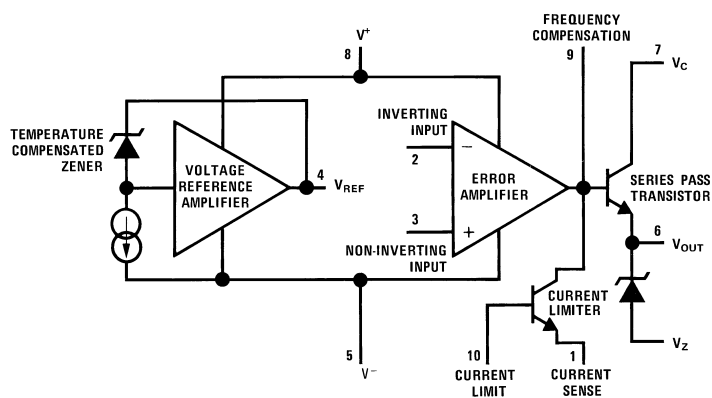 FREQUENCY
COMPENSATION
V+
8
9
7
VC
TEMPERATURE
COMPENSATED
ZENER
VOLTAGE
REFERENCE
AMPLIFIER
4
VREF
INVERTING
INPUT
2
−
ERROR
AMPLIFIER
3
+
NON-INVERTING
INPUT
SERIES PASS
TRANSISTOR
6
VOUT
CURRENT
LIMITER
VZ
5
V−
10
CURRENT
LIMIT
1
CURRENT
SENSE